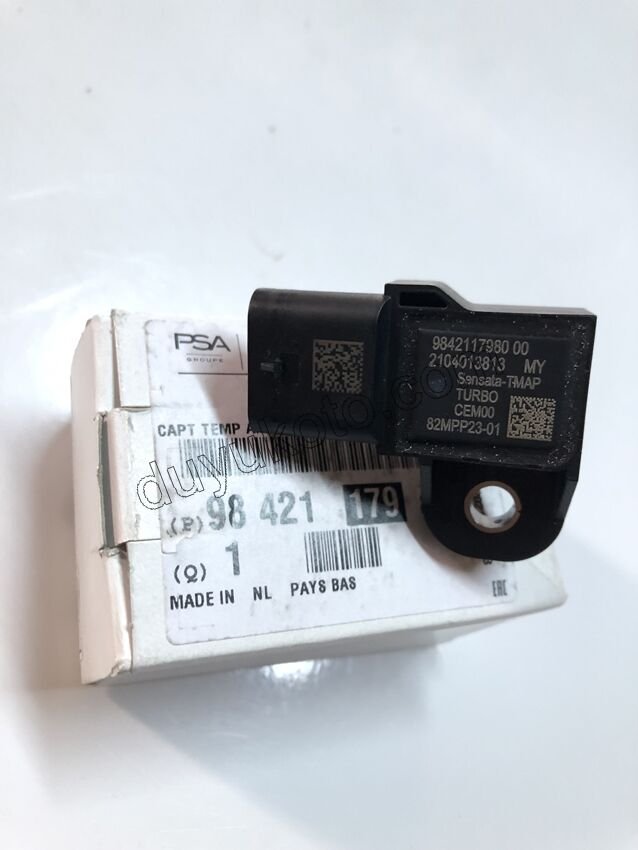 PSA
GROUPE
CAPT TEMP A
(P) 98 421 179
(Q) 1
MADE IN NL PAYS BAS
EAC
9842117980 00
2104013813 MY
Sensata-TMAP
TURBO
CEM00
82MPP23-01
duyukoto.com